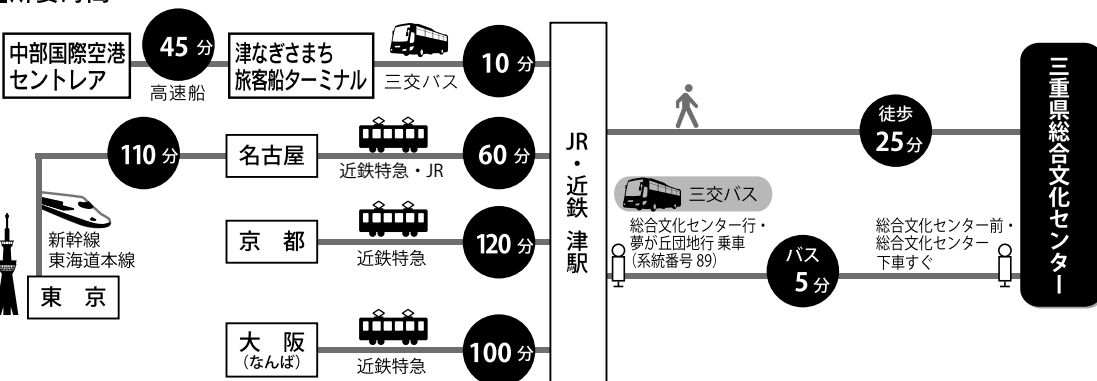 中部国際空港
セントレア
45分
高速船
津なぎさまち
旅客船ターミナル
三交バス
10分
110分
新幹線
東海道本線
東 京
名古屋
近鉄特急・JR
60分
京 都
近鉄特急
120分
大 阪
(なんば)
近鉄特急
100分
JR・近鉄 津駅
徒歩
25分
三交バス
総合文化センター行・
夢が丘団地行 乗車
(系統番号 89)
バス
5分
総合文化センター前・
総合文化センター
下車すぐ
三重県総合文化センター